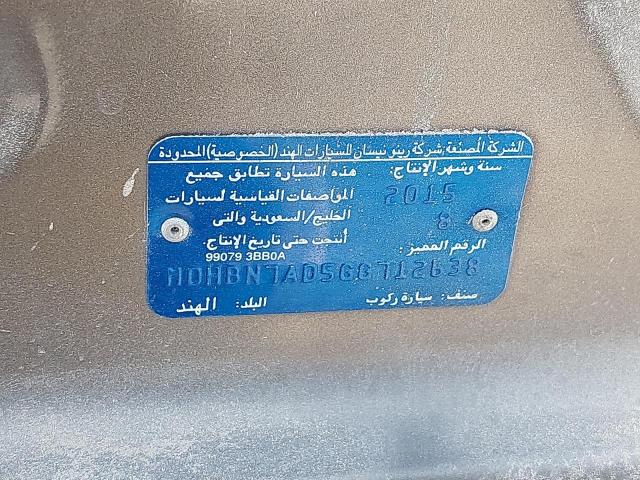 الشركة المصنعة: شركة رينو نيسان للسيارات الهند (الخصوصية) المحدودة
سنة وشهر الإنتاج: هذه السيارة تطابق جميع
2015 المواصفات القياسية لسيارات
8 الخليج/السعودية والتى
الرقم المميز: أنتجت حتى تاريخ الإنتاج.
99079 3BB0A
MDHBN7AD5GG712638
صنف: سيارة ركوب البلد: الهند